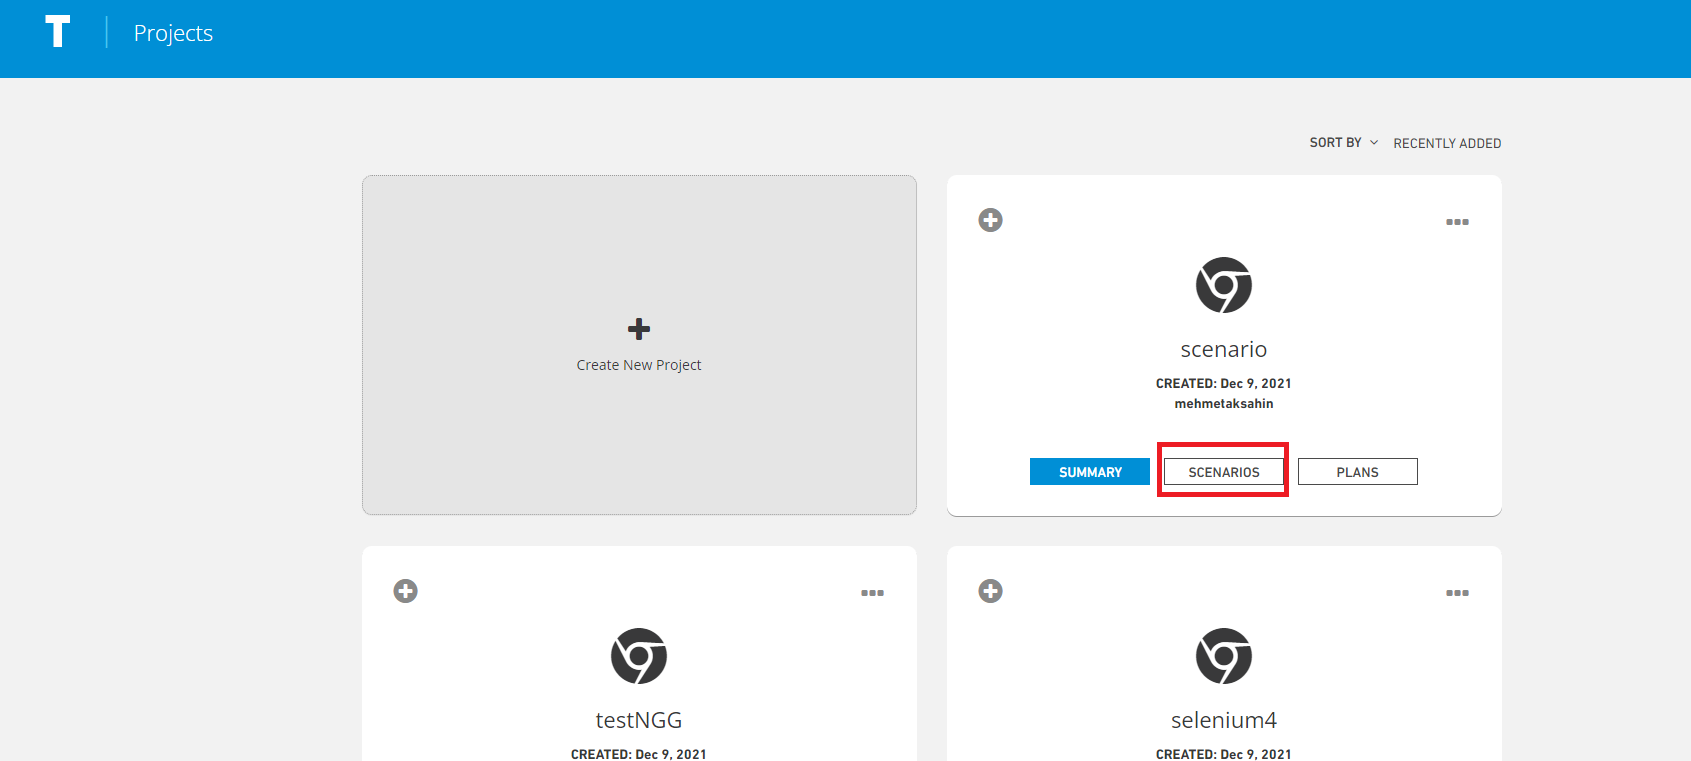 T
Projects
SORT BY RECENTLY ADDED
Create New Project
scenario
CREATED: Dec 9, 2021
mehmetaksahin
SUMMARY SCENARIOS PLANS
testNGG
CREATED: Dec 9, 2021
selenium4
CREATED: Dec 9, 2021